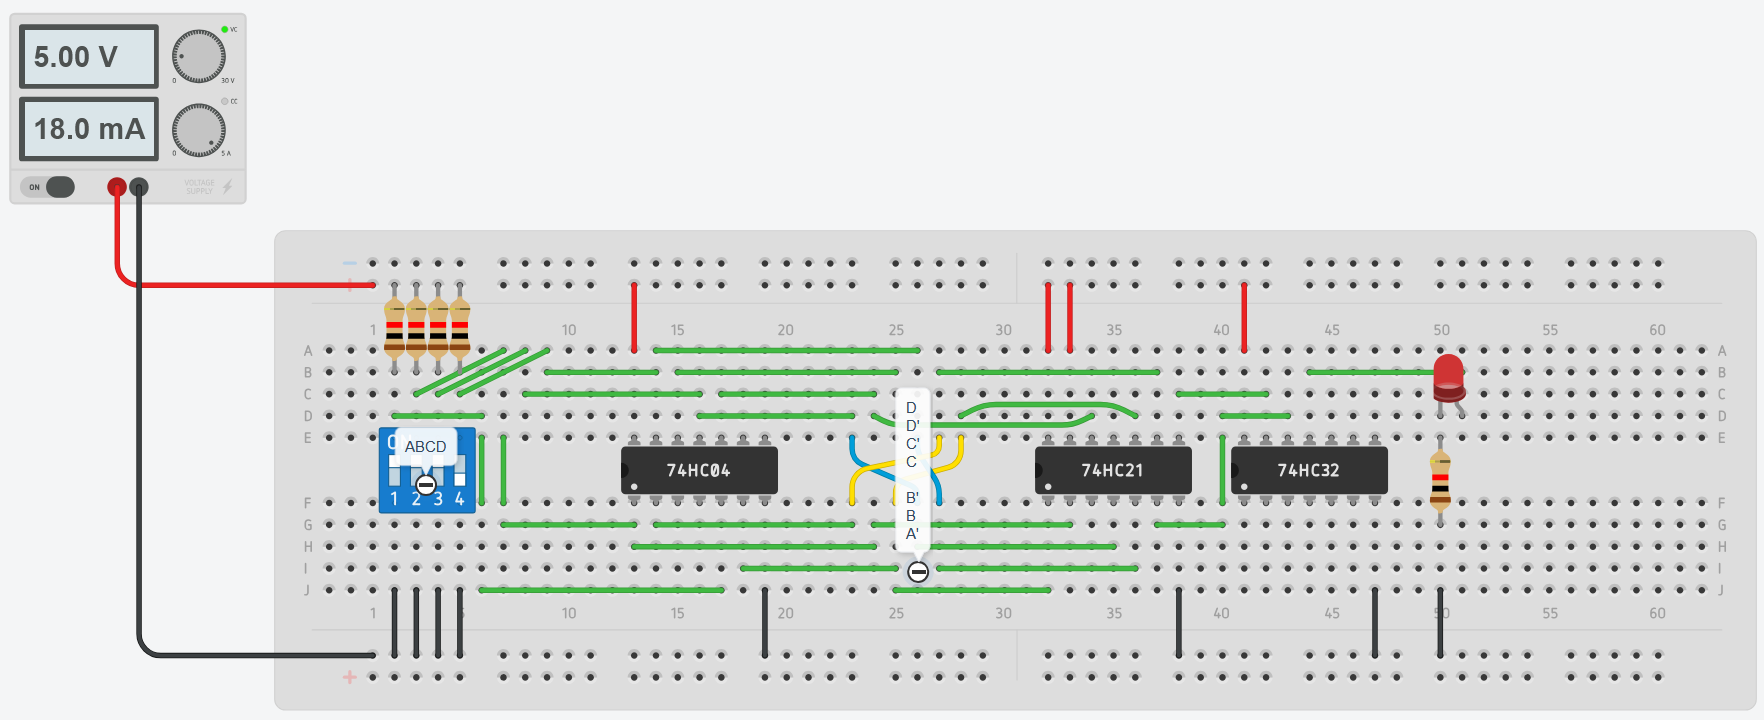 5.00 V
VC
0
30 V
18.0 mA
CC
0
5 A
ON
VOLTAGE
SUPPLY
1 10 15 20 25 30 35 40 45 50 55 60
A A
B B
C C
D D
E E
ABCD
1 2 3 4
74HC04
D
D'
C'
C
B'
B
A'
74HC21
74HC32
F F
G G
H H
I I
J J
1 10 15 20 25 30 35 40 45 50 55 60